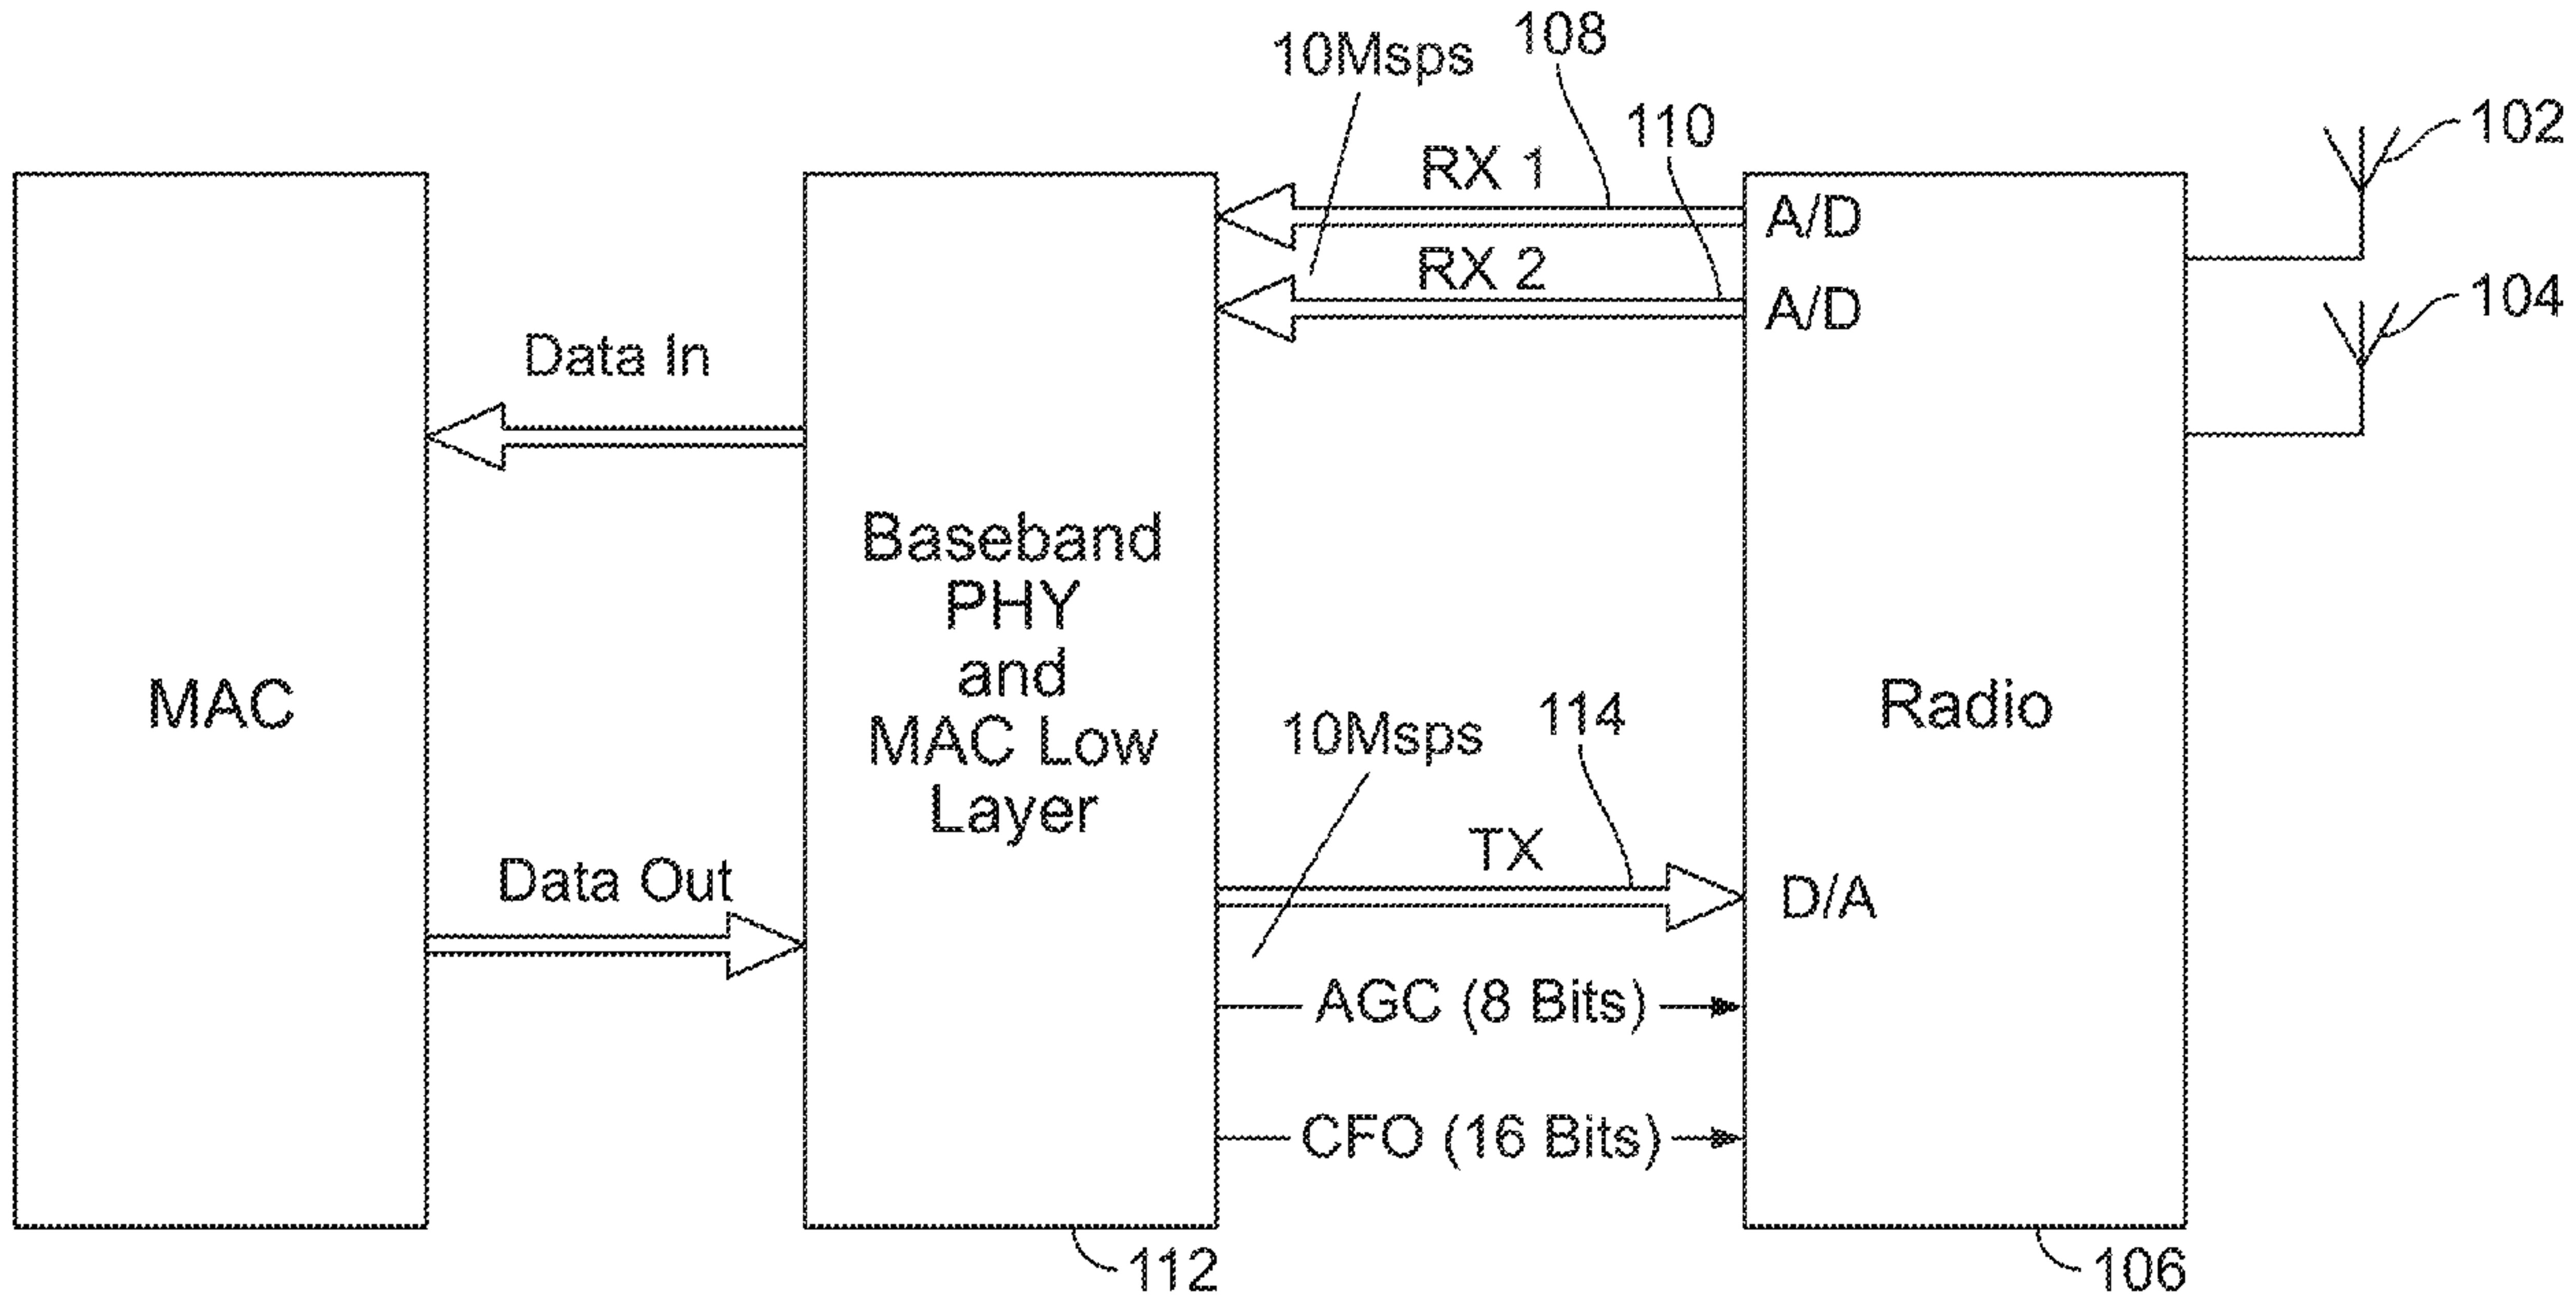 10Msps
108
110
102
RX 1
A/D
RX 2
A/D
104
Data In
MAC
Baseband
PHY
and
MAC Low
Layer
Radio
10Msps
114
TX
Data Out
D/A
AGC (8 Bits)
CFO (16 Bits)
112
106